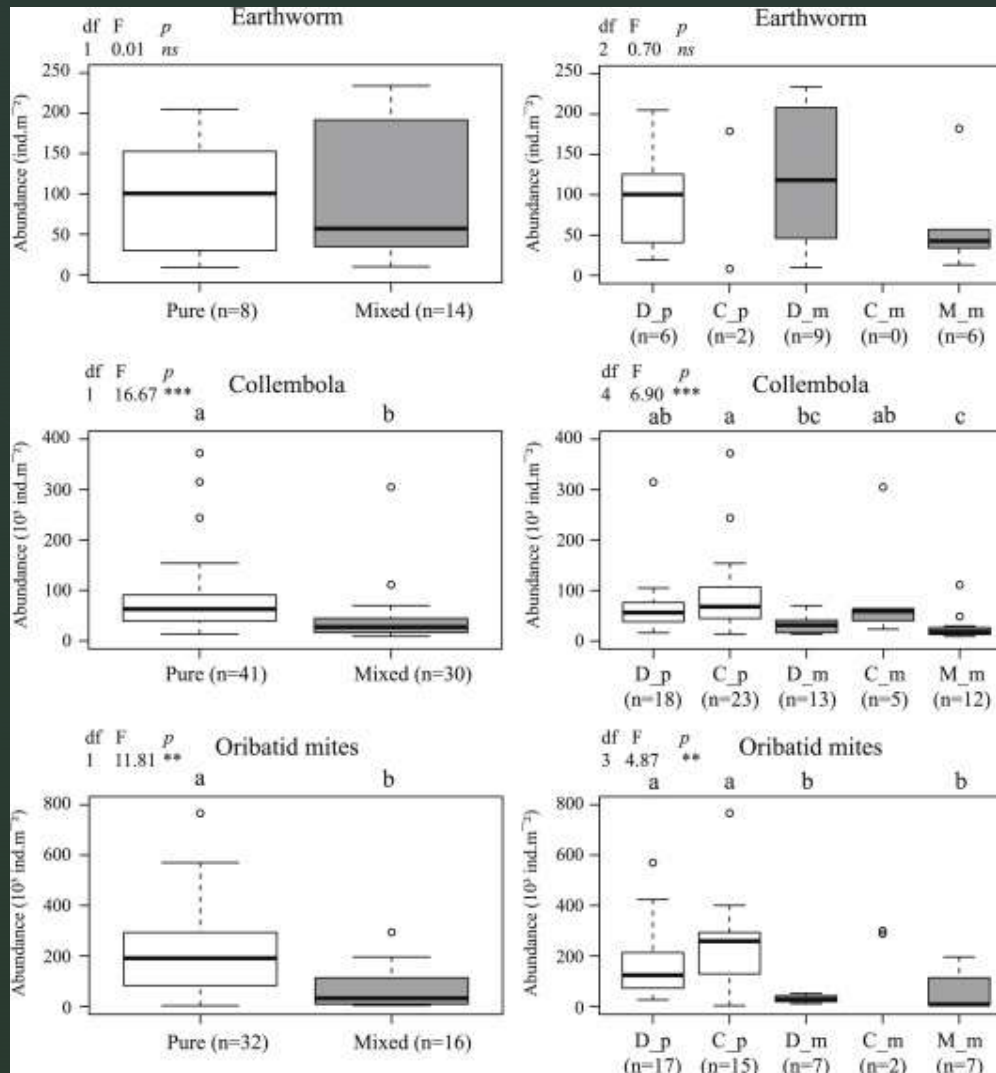 Earthworm
df F p
1 0.01 ns
Abundance (ind.m⁻²)
250
200
150
100
50
0
Pure (n=8) Mixed (n=14)
Earthworm
df F p
2 0.70 ns
Abundance (ind.m⁻²)
250
200
150
100
50
0
D_p C_p D_m C_m M_m
(n=6) (n=2) (n=9) (n=0) (n=6)
df F p
1 16.67 ***
Collembola
a b
Abundance (10³ ind.m⁻²)
400
300
200
100
0
Pure (n=41) Mixed (n=30)
df F p
4 6.90 ***
Collembola
ab a bc ab c
Abundance (10³ ind.m⁻²)
400
300
200
100
0
D_p C_p D_m C_m M_m
(n=18) (n=23) (n=13) (n=5) (n=12)
df F p
1 11.81 **
Oribatid mites
a b
Abundance (10³ ind.m⁻²)
800
600
400
200
0
Pure (n=32) Mixed (n=16)
df F p
3 4.87 **
Oribatid mites
a a b b
Abundance (10³ ind.m⁻²)
800
600
400
200
0
D_p C_p D_m C_m M_m
(n=17) (n=15) (n=7) (n=2) (n=7)